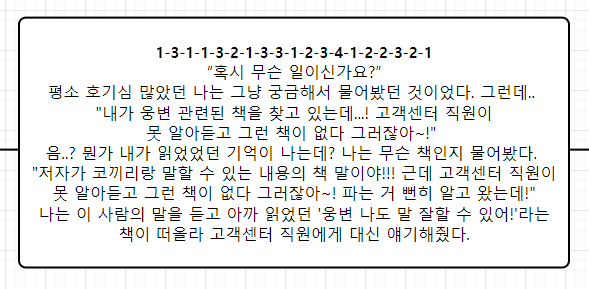 1-3-1-1-3-2-1-3-3-1-2-3-4-1-2-2-3-2-1
“혹시 무슨 일이신가요?”
평소 호기심 많았던 나는 그냥 궁금해서 물어봤던 것이었다. 그런데..
"내가 웅변 관련된 책을 찾고 있는데...! 고객센터 직원이
못 알아듣고 그런 책이 없다 그러잖아~!"
음..? 뭔가 내가 읽었었던 기억이 나는데? 나는 무슨 책인지 물어봤다.
"저자가 코끼리랑 말할 수 있는 내용의 책 말이야!!! 근데 고객센터 직원이
못 알아듣고 그런 책이 없다 그러잖아~! 파는 거 뻔히 알고 왔는데!"
나는 이 사람의 말을 듣고 아까 읽었던 '웅변 나도 말 잘할 수 있어!'라는
책이 떠올라 고객센터 직원에게 대신 얘기해줬다.